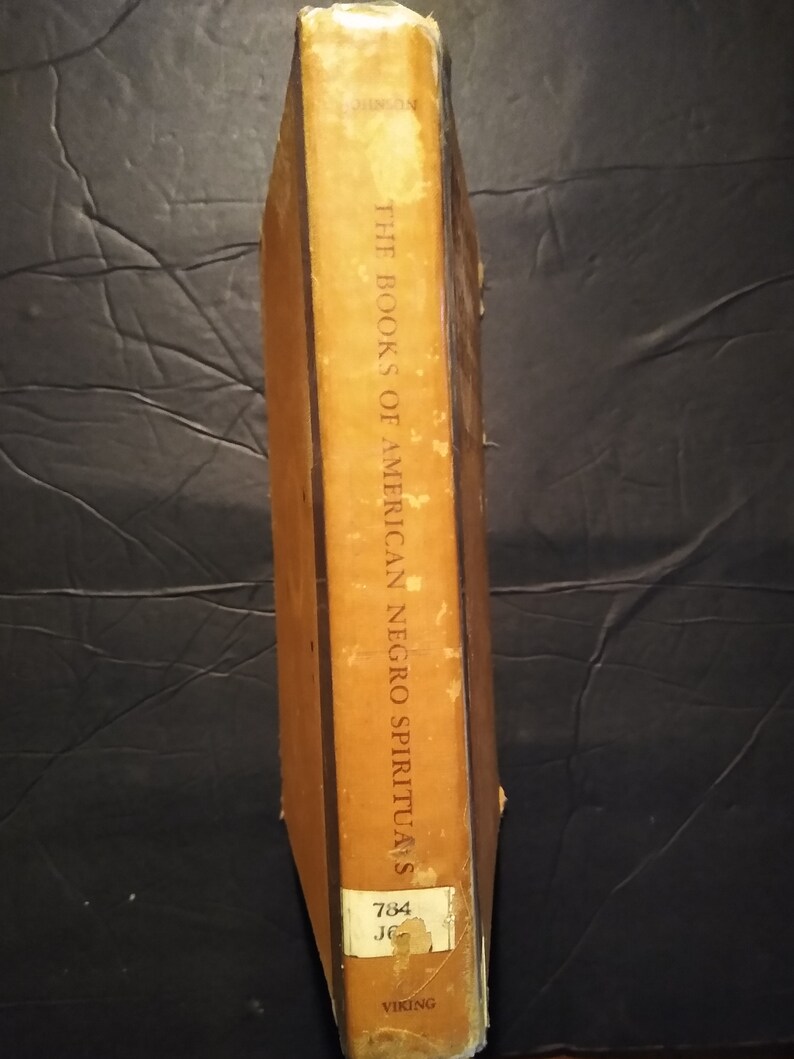 JOHNSON
THE BOOKS OF AMERICAN NEGRO SPIRITUALS
784
J6
VIKING